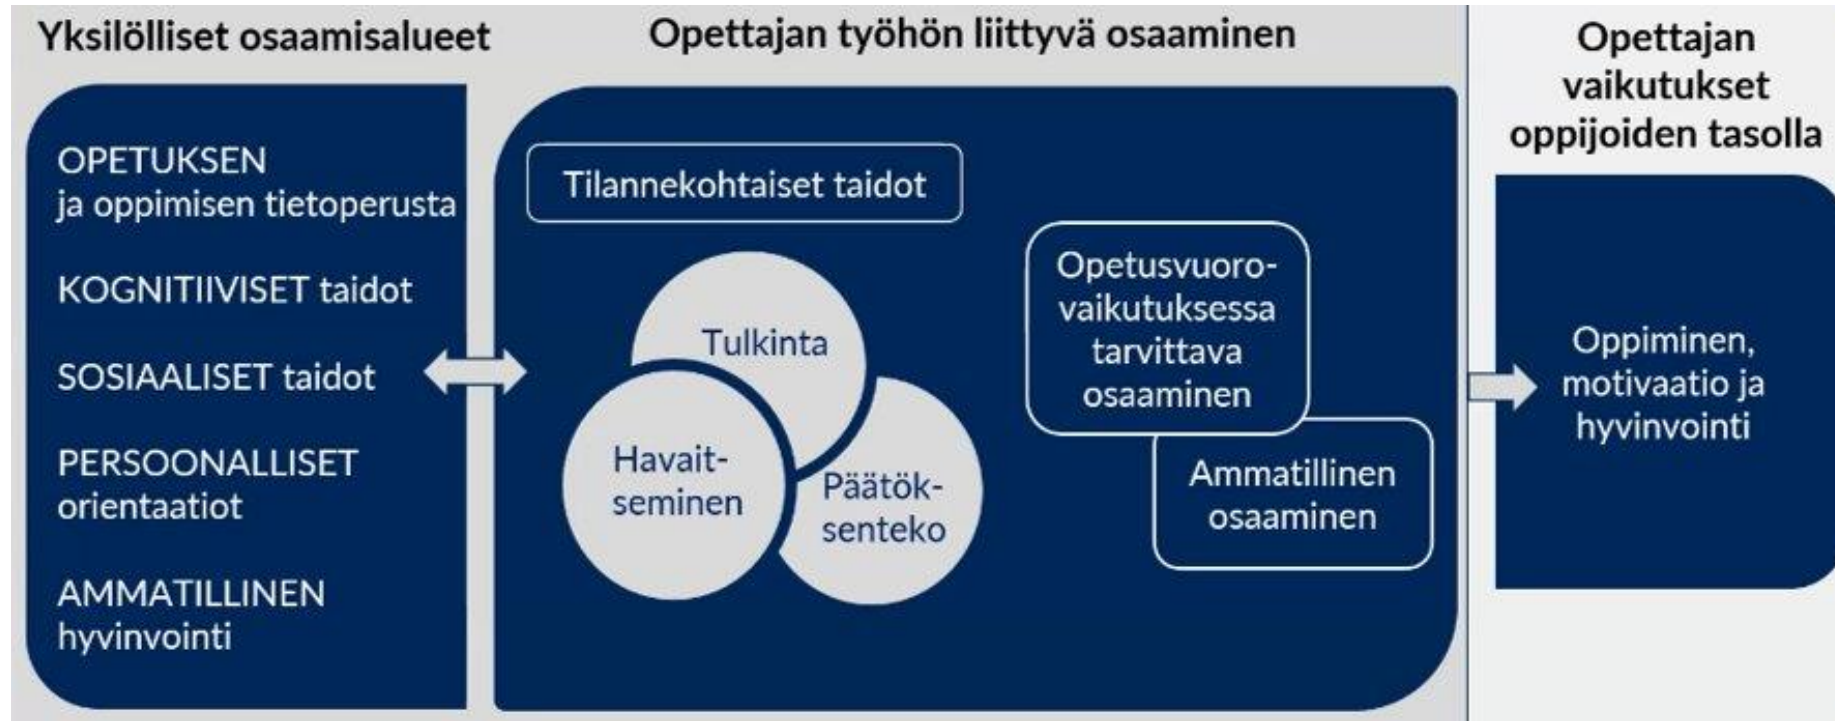 Yksilölliset osaamisalueet
OPETUKSEN
ja oppimisen tietoperusta
KOGNITIIVISET taidot
SOSIAALISET taidot
PERSOONALLISET
orientaatiot
AMMATILLINEN
hyvinvointi
Opettajan työhön liittyvä osaaminen
Tilannekohtaiset taidot
Tulkinta
Havait-
seminen
Päätök-
senteko
Opetusvuoro-
vaikutuksessa
tarvittava
osaaminen
Ammatillinen
osaaminen
Opettajan
vaikutukset
oppijoiden tasolla
Oppiminen,
motivaatio ja
hyvinvointi